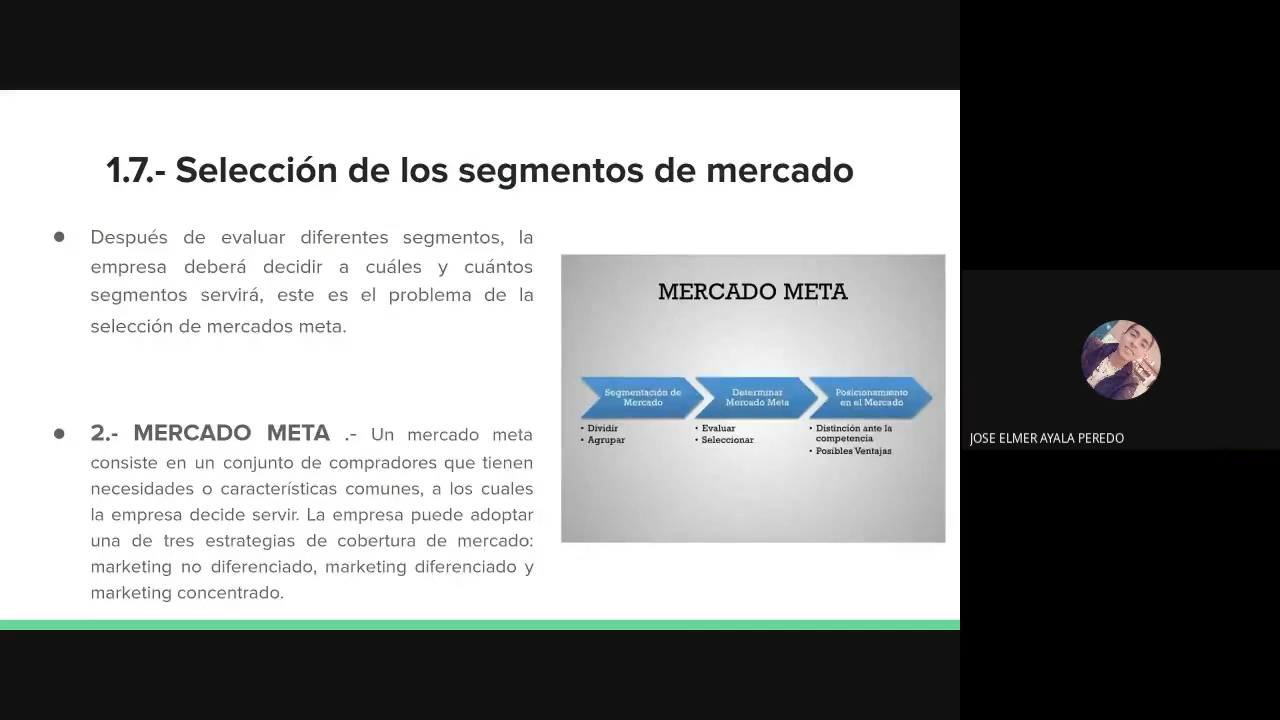 1.7.- Selección de los segmentos de mercado
● Después de evaluar diferentes segmentos, la
empresa deberá decidir a cuáles y cuántos
segmentos servirá, este es el problema de la
selección de mercados meta.
● 2.- MERCADO META .- Un mercado meta
consiste en un conjunto de compradores que tienen
necesidades o características comunes, a los cuales
la empresa decide servir. La empresa puede adoptar
una de tres estrategias de cobertura de mercado:
marketing no diferenciado, marketing diferenciado y
marketing concentrado.
MERCADO META
Segmentación de
Mercado
• Dividir
• Agrupar
Determinar
Mercado Meta
• Evaluar
• Seleccionar
Posicionamiento
en el Mercado
• Distinción ante la
competencia
• Posibles Ventajas
JOSE ELMER AYALA PEREDO